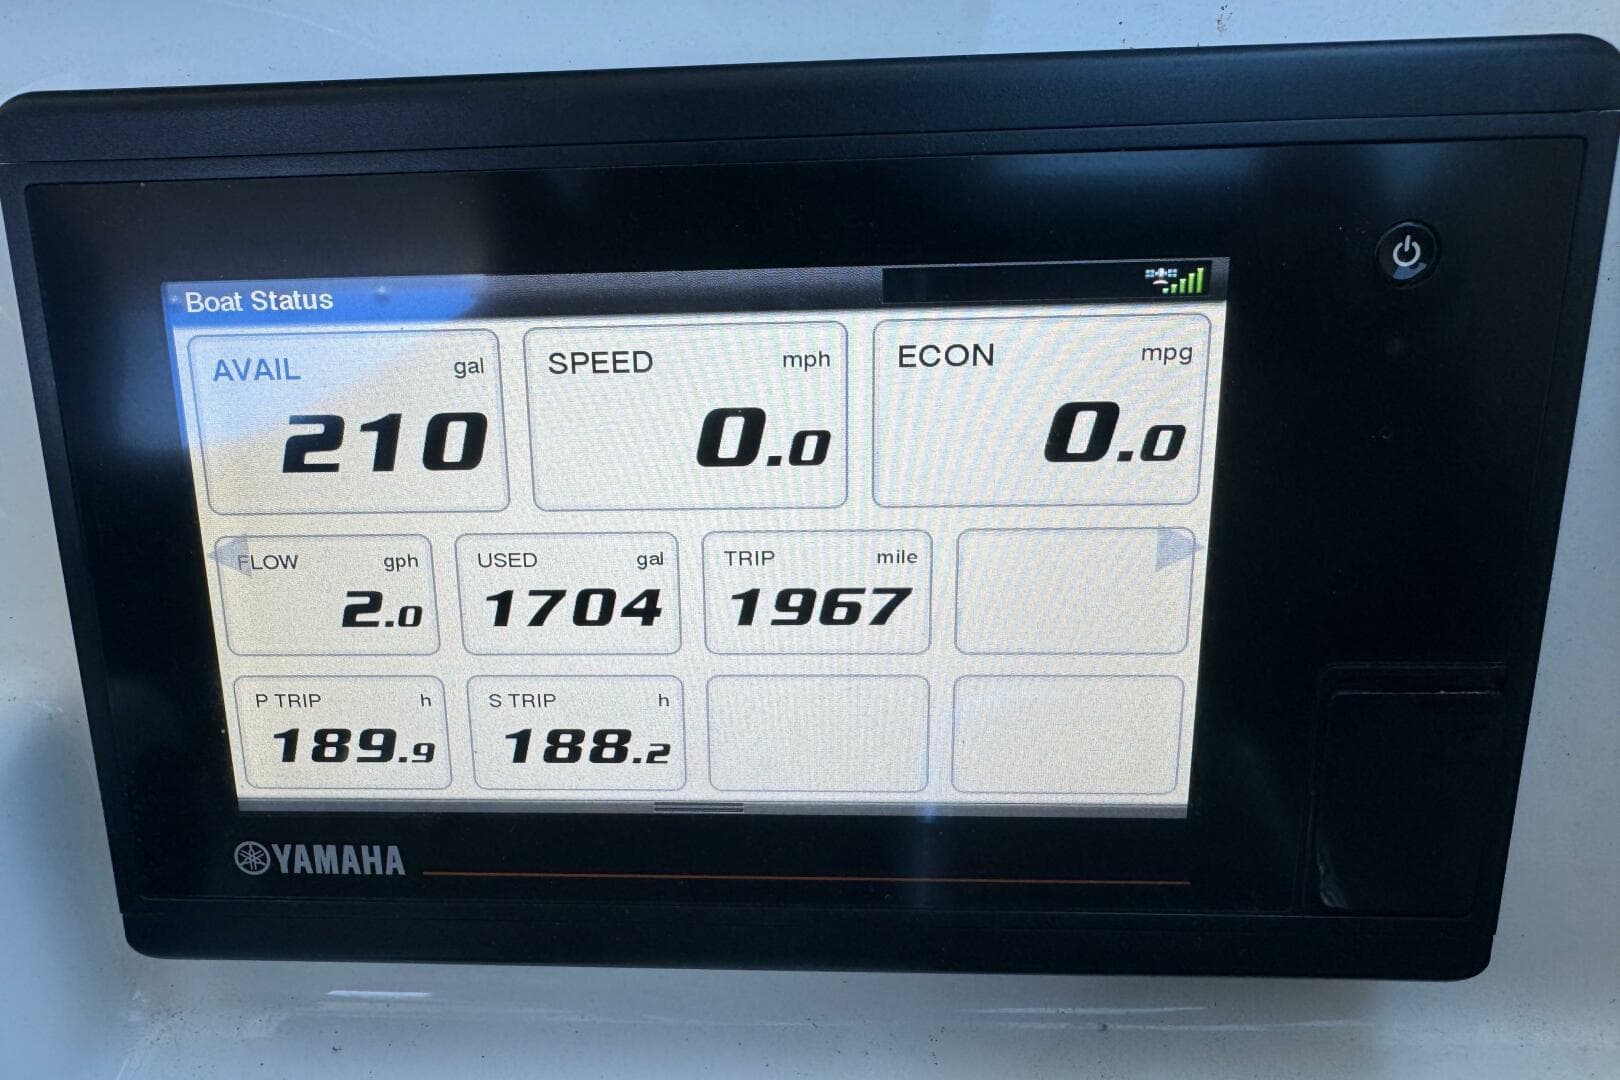 Boat Status
AVAIL gal
210
SPEED mph
0.0
ECON mpg
0.0
FLOW gph
2.0
USED gal
1704
TRIP mile
1967
P TRIP h
189.9
S TRIP h
188.2
YAMAHA